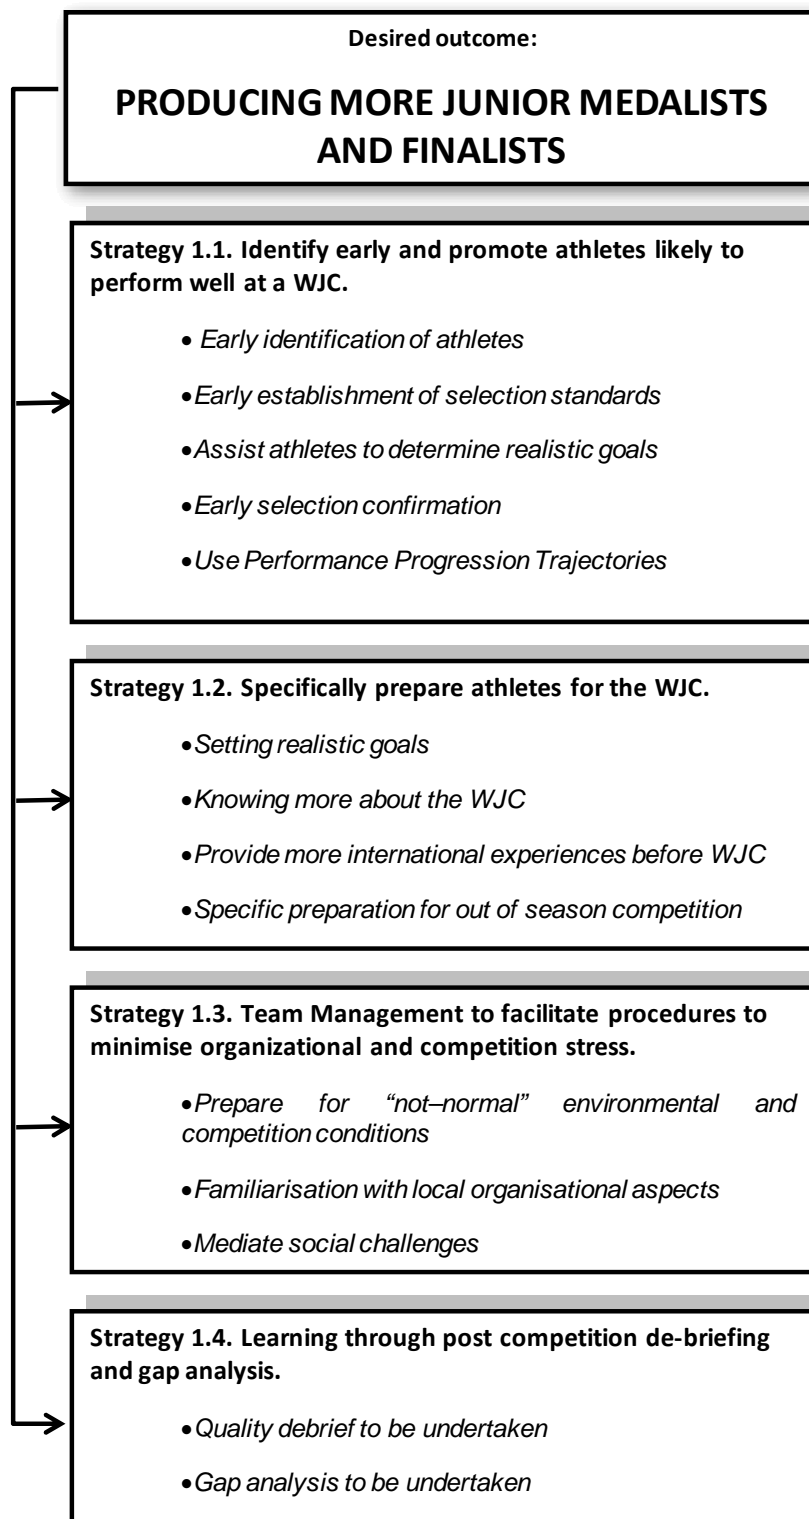 Desired outcome:
PRODUCING MORE JUNIOR MEDALISTS
AND FINALISTS
Strategy 1.1. Identify early and promote athletes likely to
perform well at a WJC.
• Early identification of athletes
•Early establishment of selection standards
•Assist athletes to determine realistic goals
•Early selection confirmation
•Use Performance Progression Trajectories
Strategy 1.2. Specifically prepare athletes for the WJC.
•Setting realistic goals
•Knowing more about the WJC
•Provide more international experiences before WJC
•Specific preparation for out of season competition
Strategy 1.3. Team Management to facilitate procedures to
minimise organizational and competition stress.
•Prepare for “not–normal” environmental and
competition conditions
•Familiarisation with local organisational aspects
•Mediate social challenges
Strategy 1.4. Learning through post competition de-briefing
and gap analysis.
•Quality debrief to be undertaken
•Gap analysis to be undertaken